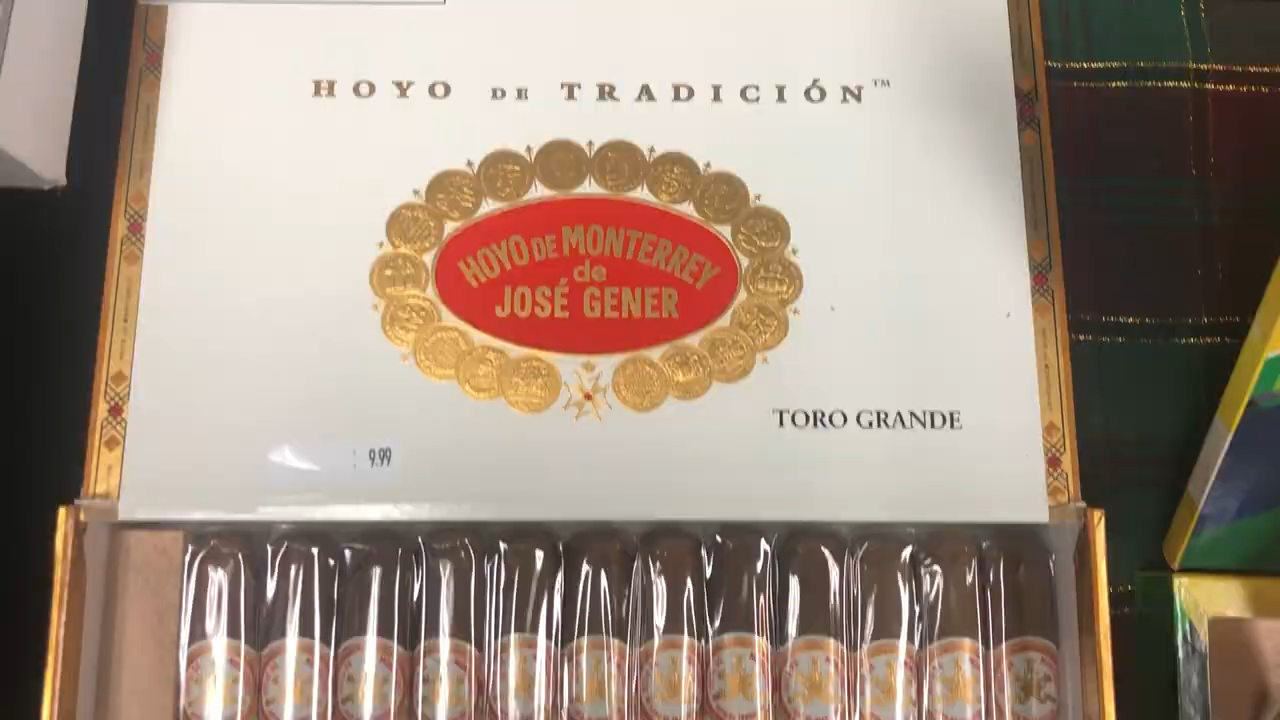 HOYO DE TRADICIÓN™
HOYO DE MONTERREY
de
JOSÉ GENER
TORO GRANDE
: 9.99